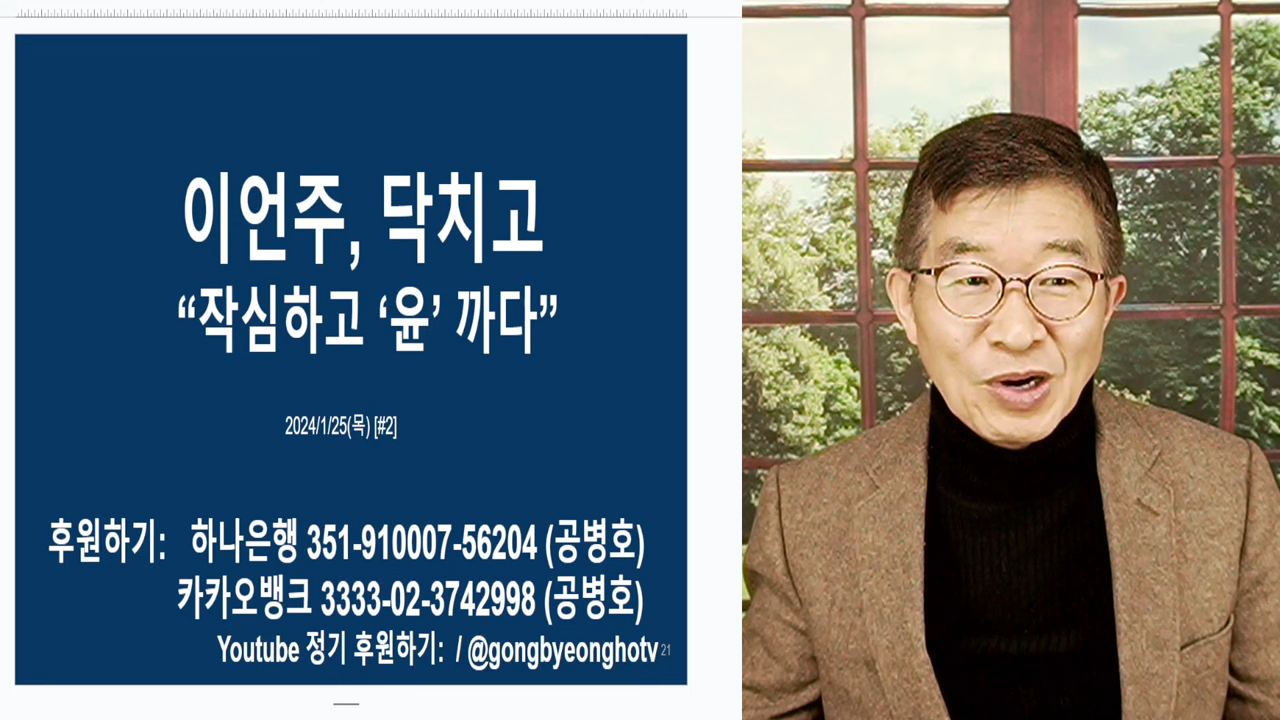 이언주, 닥치고
“작심하고 ‘윤’ 까다”
2024/1/25(목) [#2]
후원하기: 하나은행 351-910007-56204 (공병호)
카카오뱅크 3333-02-3742998 (공병호)
Youtube 정기 후원하기: / @gongbyeonghotv
21